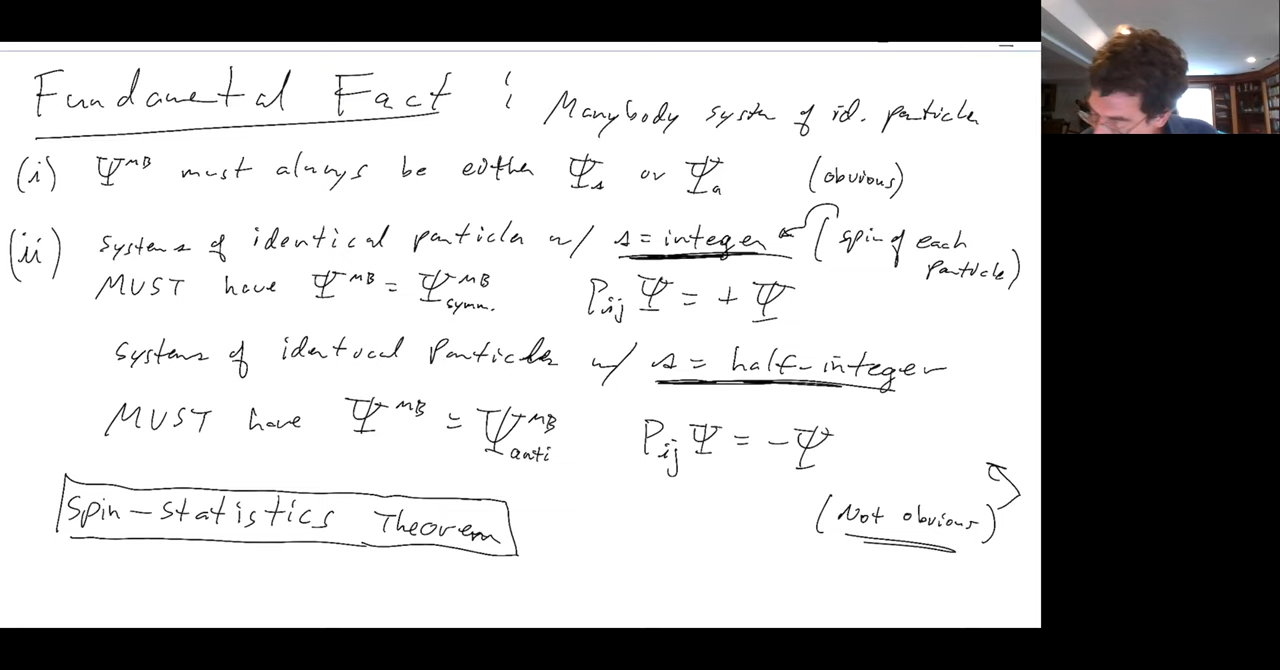 Fundamental Fact : Manybody system of id. particles
(i) Ψ^MB must always be either Ψ_s or Ψ_a (obvious)
(ii) systems of identical particles w/ s = integer (spin of each particle)
MUST have Ψ^MB = Ψ^MB_symm. P_ij Ψ = + Ψ
systems of identical particles w/ s = half-integer
MUST have Ψ^MB = Ψ^MB_anti P_ij Ψ = - Ψ
(Not obvious)
Spin-Statistics Theorem